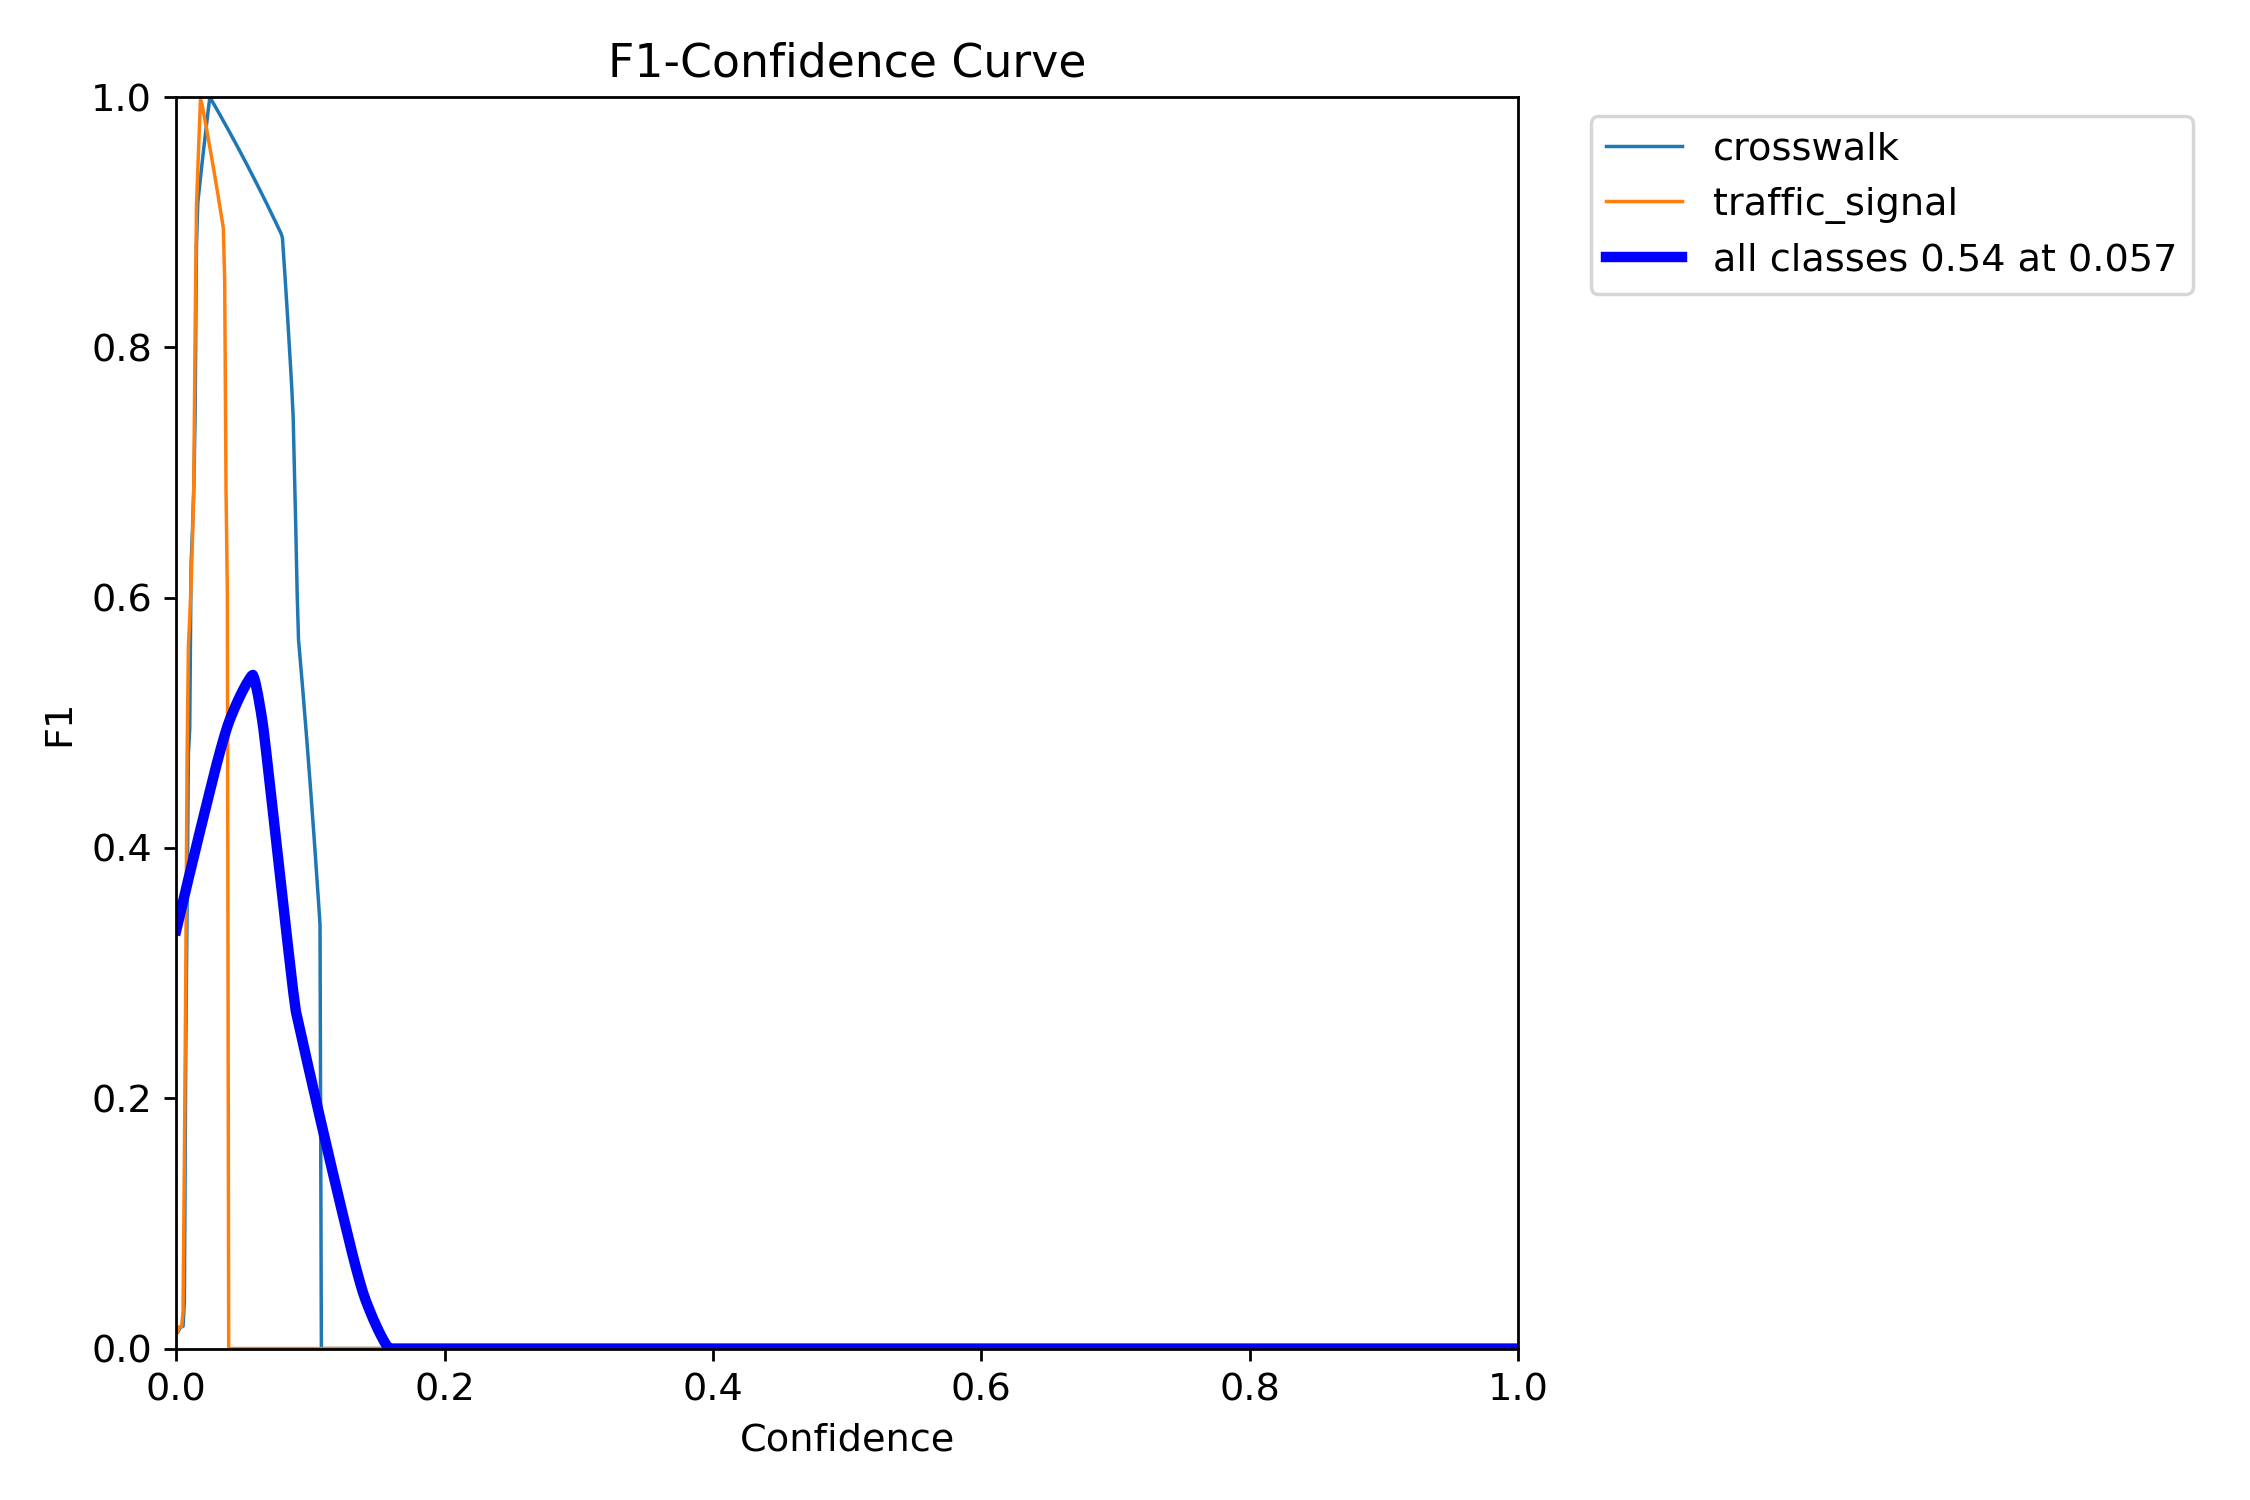 F1-Confidence Curve
1.0
0.8
0.6
0.4
0.2
0.0
F1
0.0 0.2 0.4 0.6 0.8 1.0
Confidence
crosswalk
traffic_signal
all classes 0.54 at 0.057